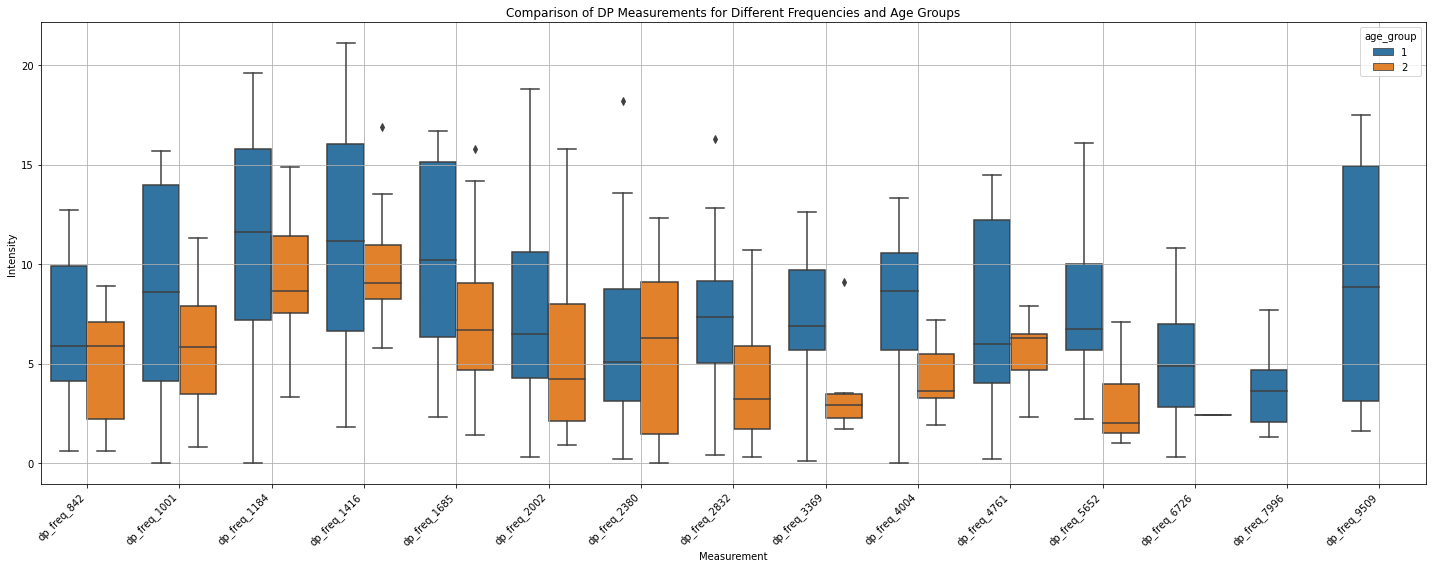 Comparison of DP Measurements for Different Frequencies and Age Groups
age_group
1
2
Intensity
20
15
10
5
0
dp_freq_842
dp_freq_1001
dp_freq_1184
dp_freq_1416
dp_freq_1685
dp_freq_2002
dp_freq_2380
dp_freq_2832
dp_freq_3369
dp_freq_4004
dp_freq_4761
dp_freq_5652
dp_freq_6726
dp_freq_7996
dp_freq_9509
Measurement